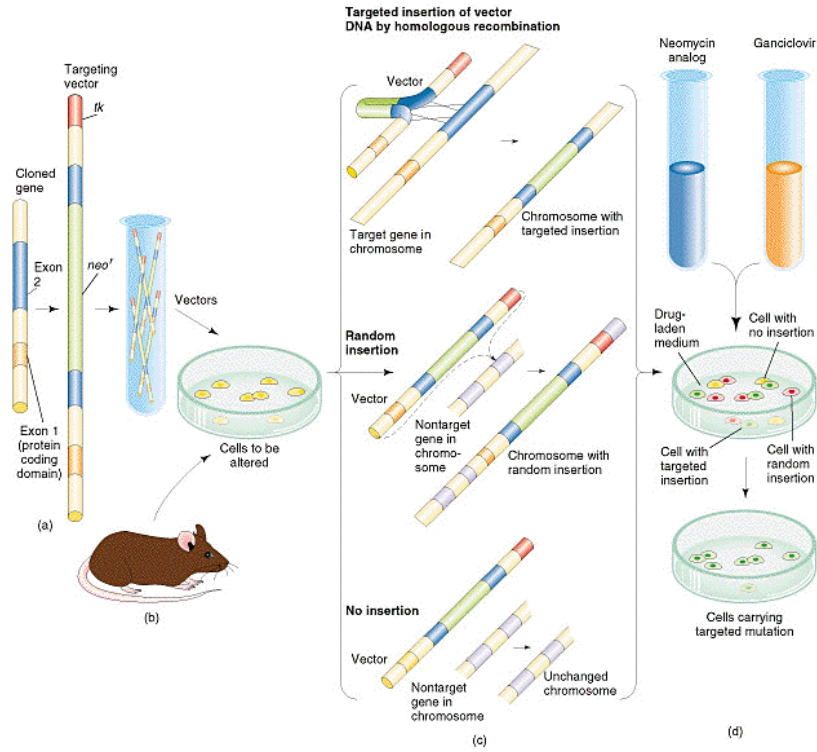 Targeting
vector
tk
Cloned
gene
Exon
2
neoʳ
Exon 1
(protein
coding
domain)
(a)
Vectors
Cells to be
altered
(b)
Targeted insertion of vector
DNA by homologous recombination
Vector
Target gene in
chromosome
Chromosome with
targeted insertion
Random
insertion
Vector
Nontarget
gene in
chromo-
some
Chromosome with
random insertion
No insertion
Vector
Nontarget
gene in
chromosome
Unchanged
chromosome
(c)
Neomycin
analog
Ganciclovir
Drug-
laden
medium
Cell with
no insertion
Cell with
targeted
insertion
Cell with
random
insertion
Cells carrying
targeted mutation
(d)